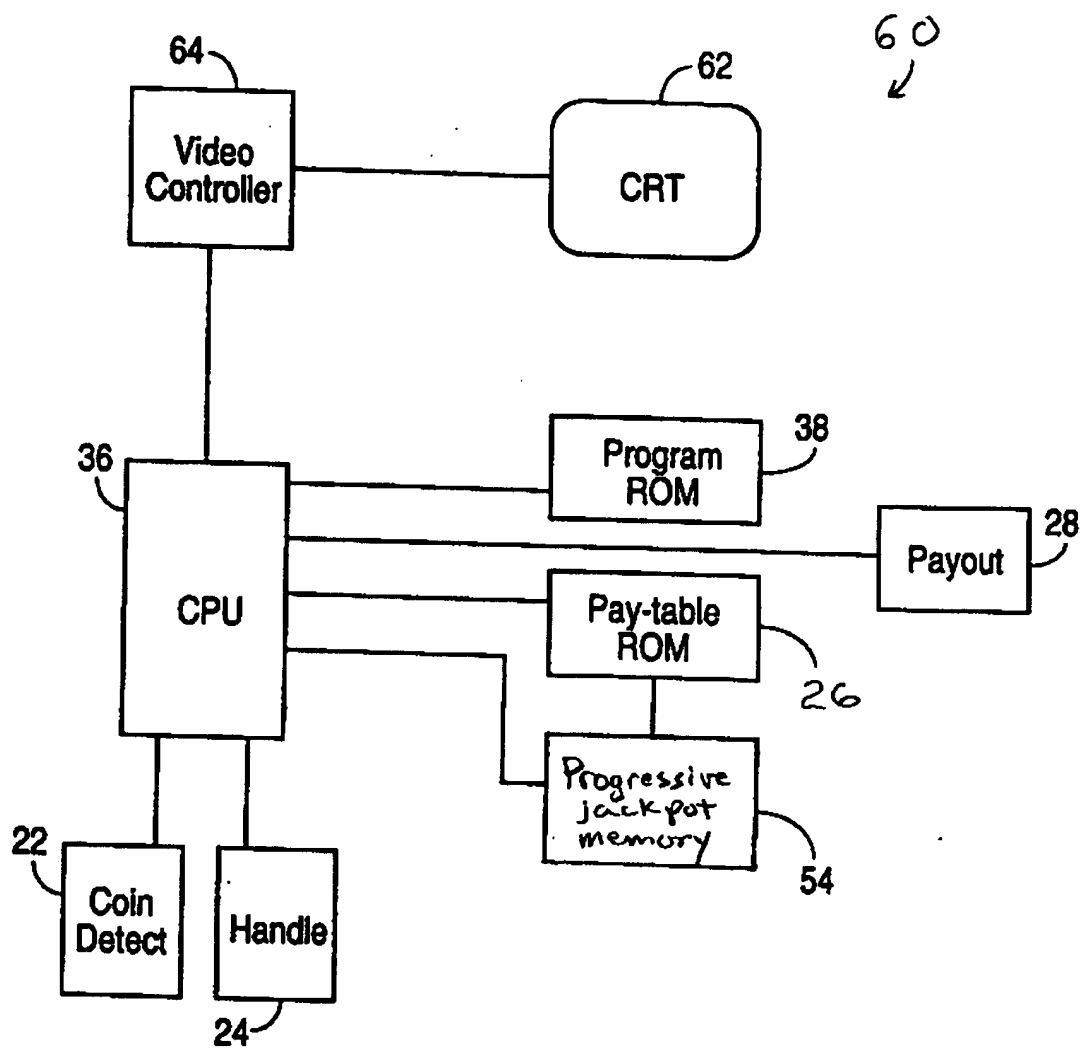 60
64
62
Video
Controller
CRT
36
38
Program
ROM
28
Payout
CPU
Pay-table
ROM
26
Progressive
jackpot
memory
54
22
Coin
Detect
Handle
24